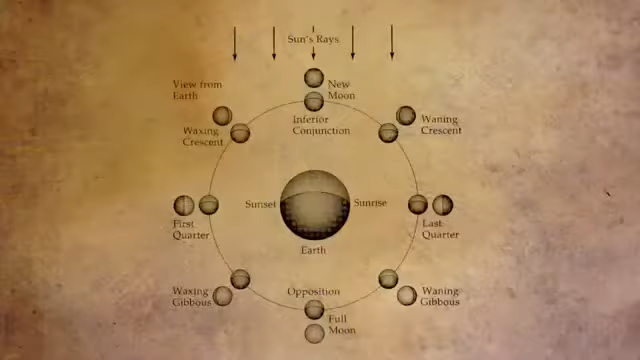 Sun's Rays
View from
Earth
New
Moon
Waxing
Crescent
Inferior
Conjunction
Waning
Crescent
Sunset
Sunrise
First
Quarter
Last
Quarter
Earth
Waxing
Gibbous
Opposition
Waning
Gibbous
Full
Moon